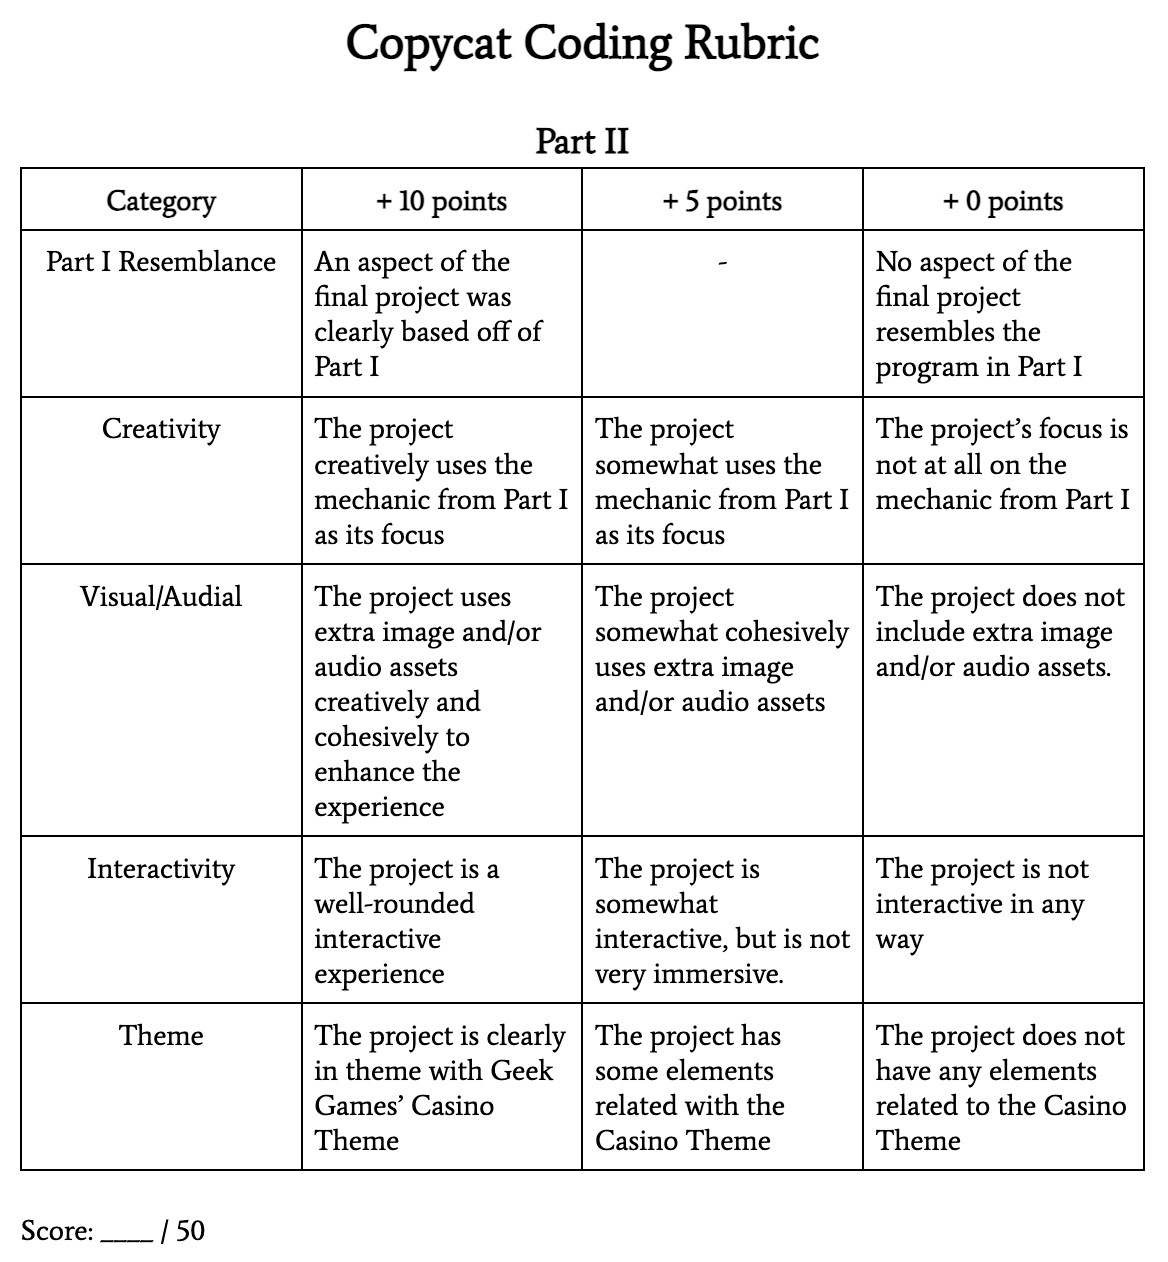 Copycat Coding Rubric
Part II
Category
+ 10 points
+ 5 points
+ 0 points
Part I Resemblance
An aspect of the
final project was
clearly based off of
Part I
-
No aspect of the
final project
resembles the
program in Part I
Creativity
The project
creatively uses the
mechanic from Part I
as its focus
The project
somewhat uses the
mechanic from Part I
as its focus
The project’s focus is
not at all on the
mechanic from Part I
Visual/Audial
The project uses
extra image and/or
audio assets
creatively and
cohesively to
enhance the
experience
The project
somewhat cohesively
uses extra image
and/or audio assets
The project does not
include extra image
and/or audio assets.
Interactivity
The project is a
well-rounded
interactive
experience
The project is
somewhat
interactive, but is not
very immersive.
The project is not
interactive in any
way
Theme
The project is clearly
in theme with Geek
Games’ Casino
Theme
The project has
some elements
related with the
Casino Theme
The project does not
have any elements
related to the Casino
Theme
Score: ____ / 50